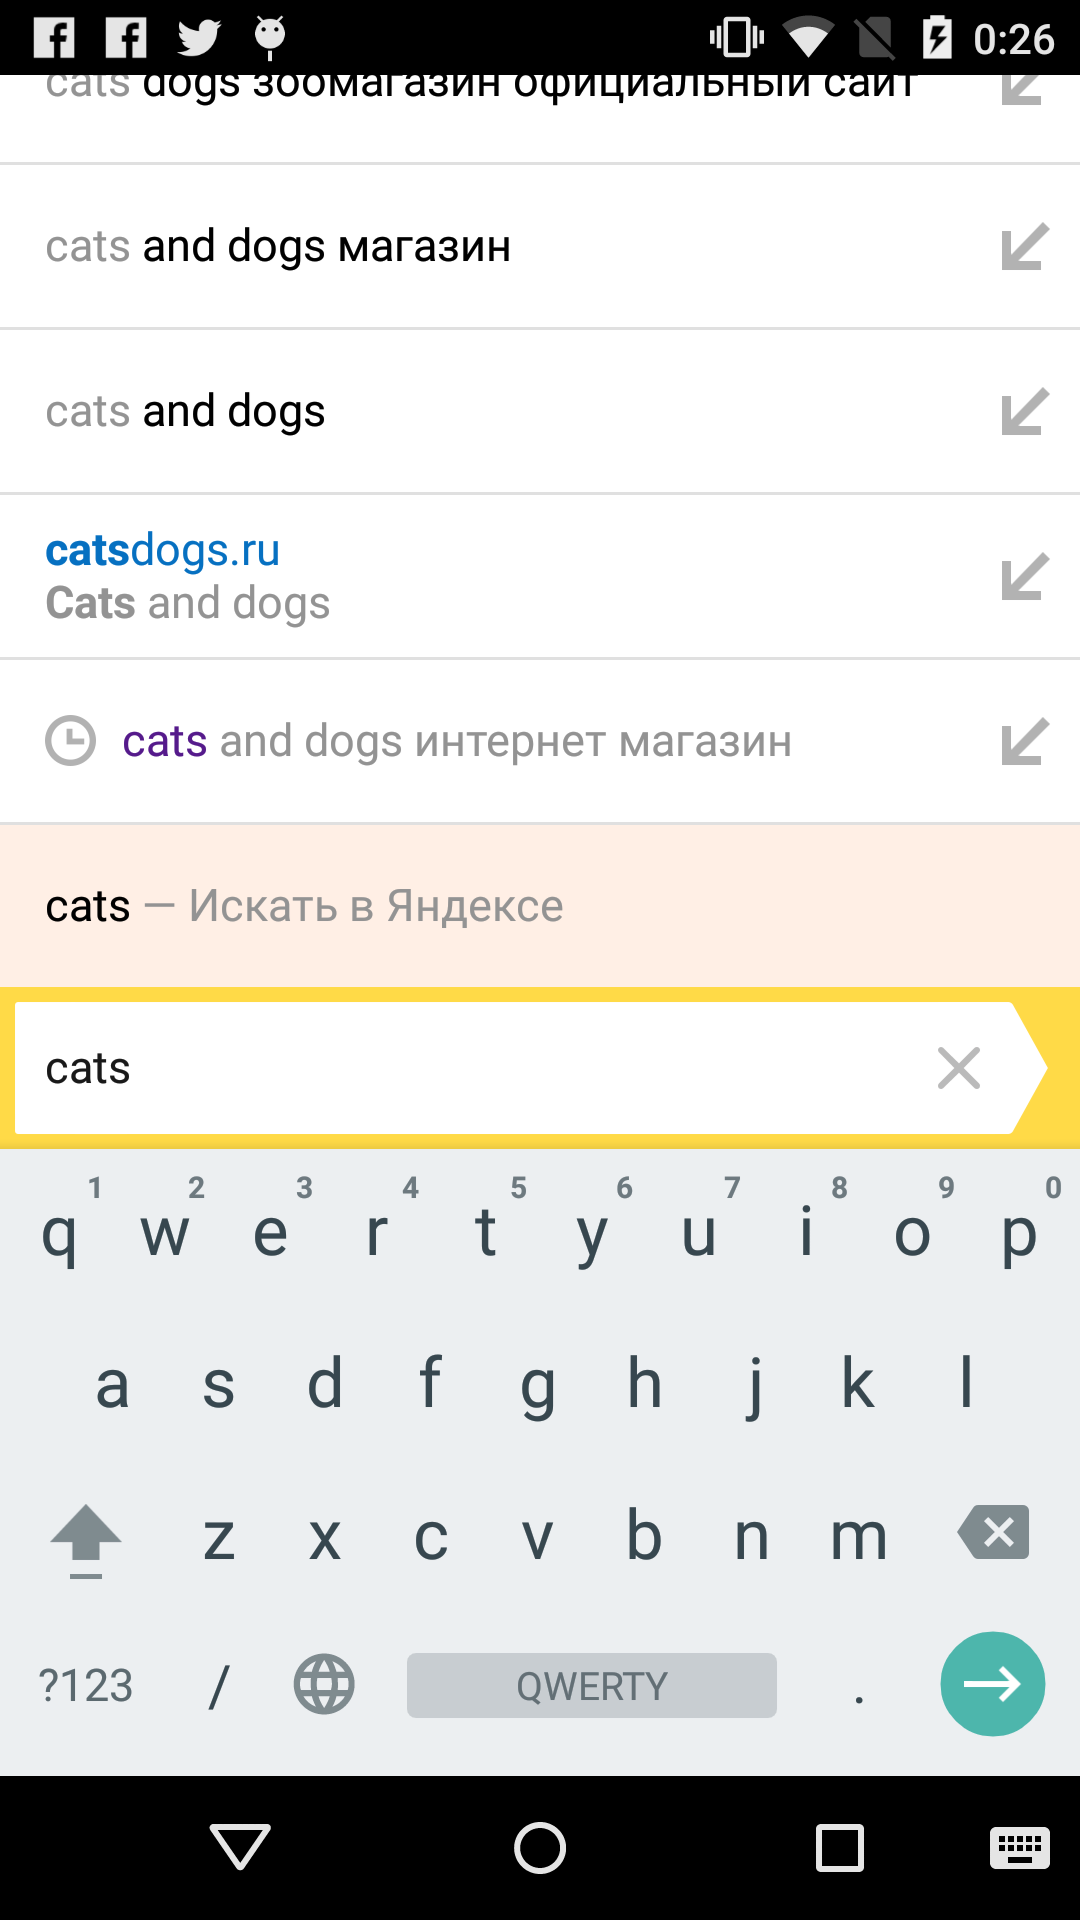 0:26
cats dogs зоомагазин официальный сайт
cats and dogs магазин
cats and dogs
catsdogs.ru
Cats and dogs
cats and dogs интернет магазин
cats — Искать в Яндексе
cats
1 2 3 4 5 6 7 8 9 0
q w e r t y u i o p
a s d f g h j k l
z x c v b n m
?123 / QWERTY .